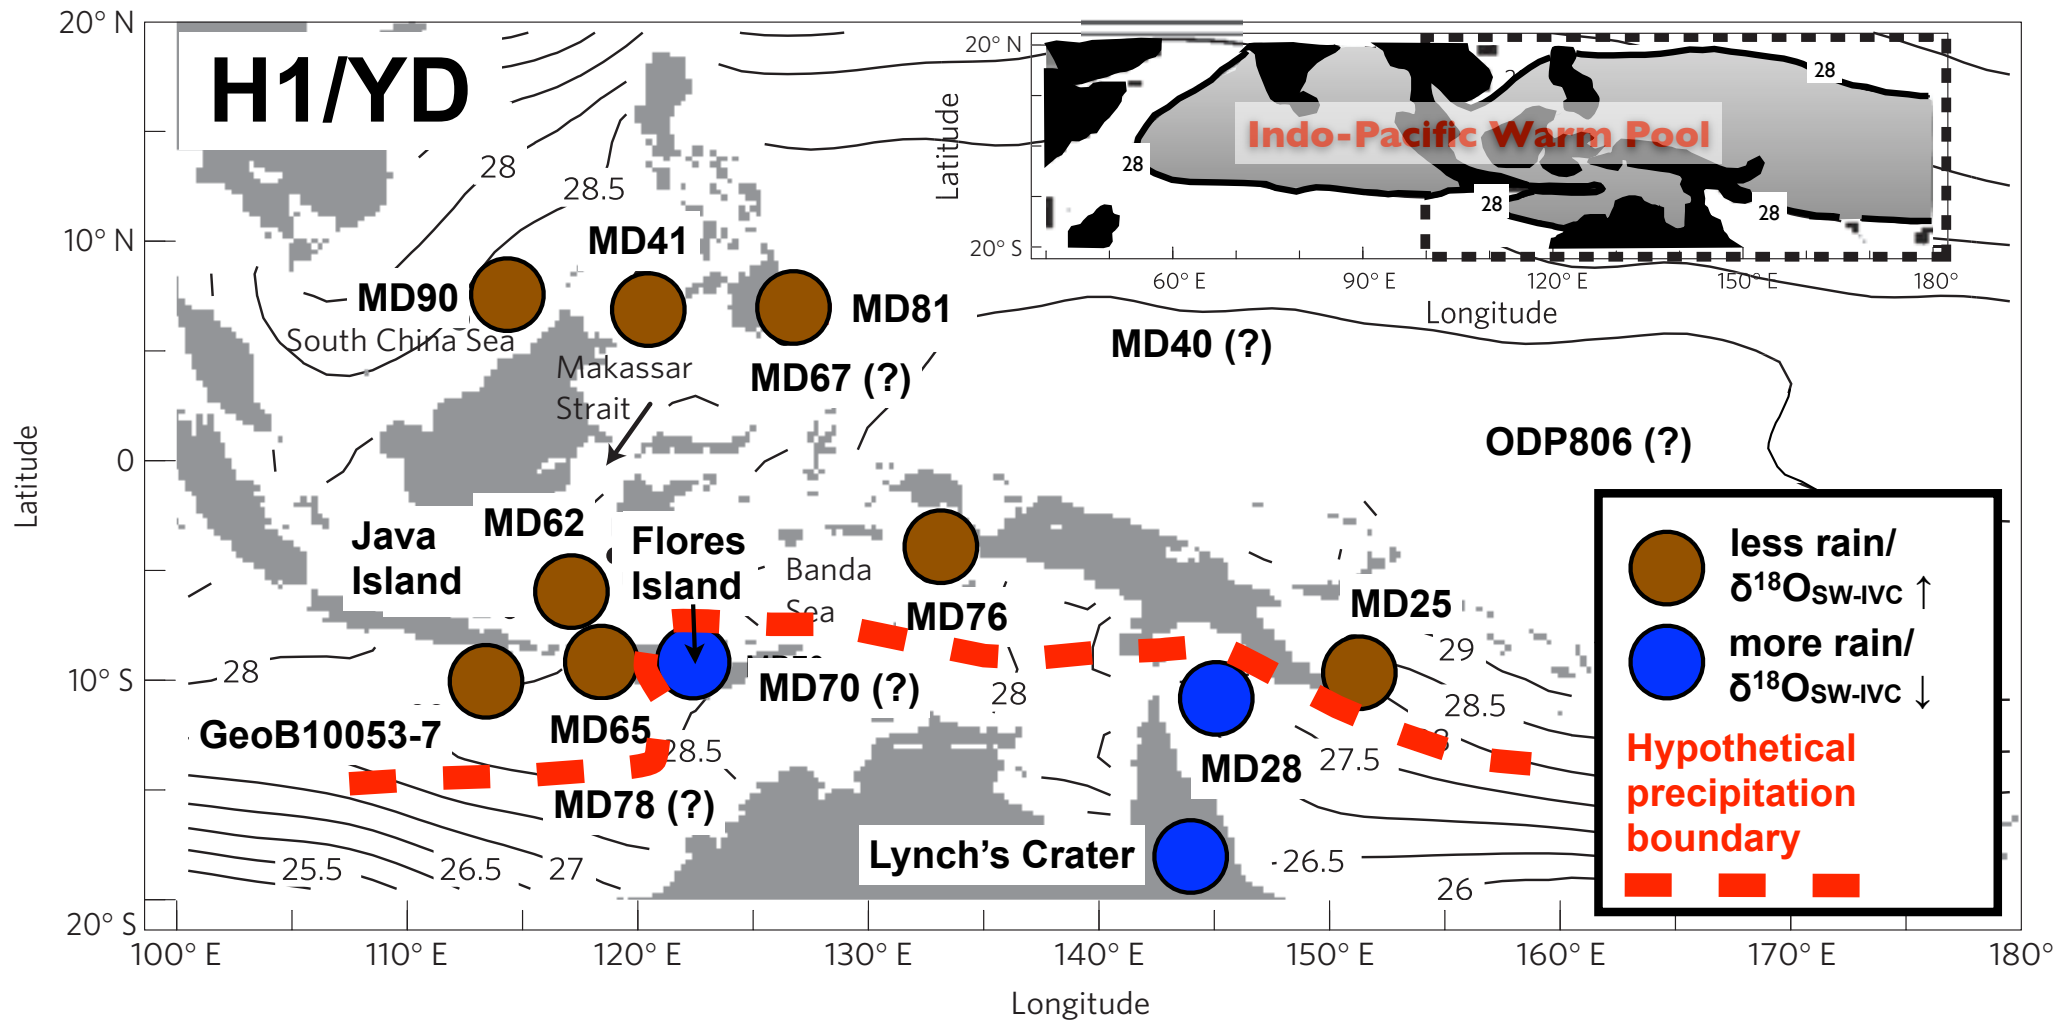 20° N
10° N
0
10° S
20° S
Latitude
100° E
110° E
120° E
130° E
140° E
150° E
160° E
170° E
180°
Longitude
H1/YD
28
28.5
MD41
MD90
MD81
South China Sea
Makassar
Strait
MD67 (?)
MD40 (?)
ODP806 (?)
Java
Island
MD62
Flores
Island
Banda
Sea
MD76
MD25
28
29
MD70 (?)
28
28.5
GeoB10053-7
MD65
28.5
MD28
27.5
MD78 (?)
Lynch's Crater
25.5
26.5
27
26.5
26
20° N
20° S
Latitude
28
28
28
28
Indo-Pacific Warm Pool
60° E
90° E
120° E
150° E
180°
Longitude
less rain/
δ¹⁸OSW-IVC ↑
more rain/
δ¹⁸OSW-IVC ↓
Hypothetical
precipitation
boundary